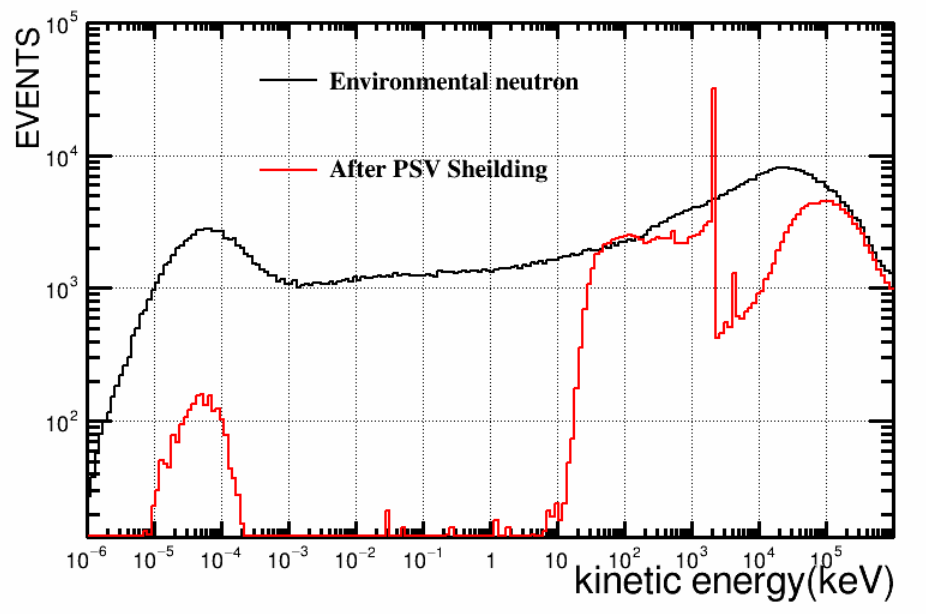 EVENTS
10^5
10^4
10^3
10^2
Environmental neutron
After PSV Sheilding
10^-6 10^-5 10^-4 10^-3 10^-2 10^-1 1 10 10^2 10^3 10^4 10^5
kinetic energy(keV)